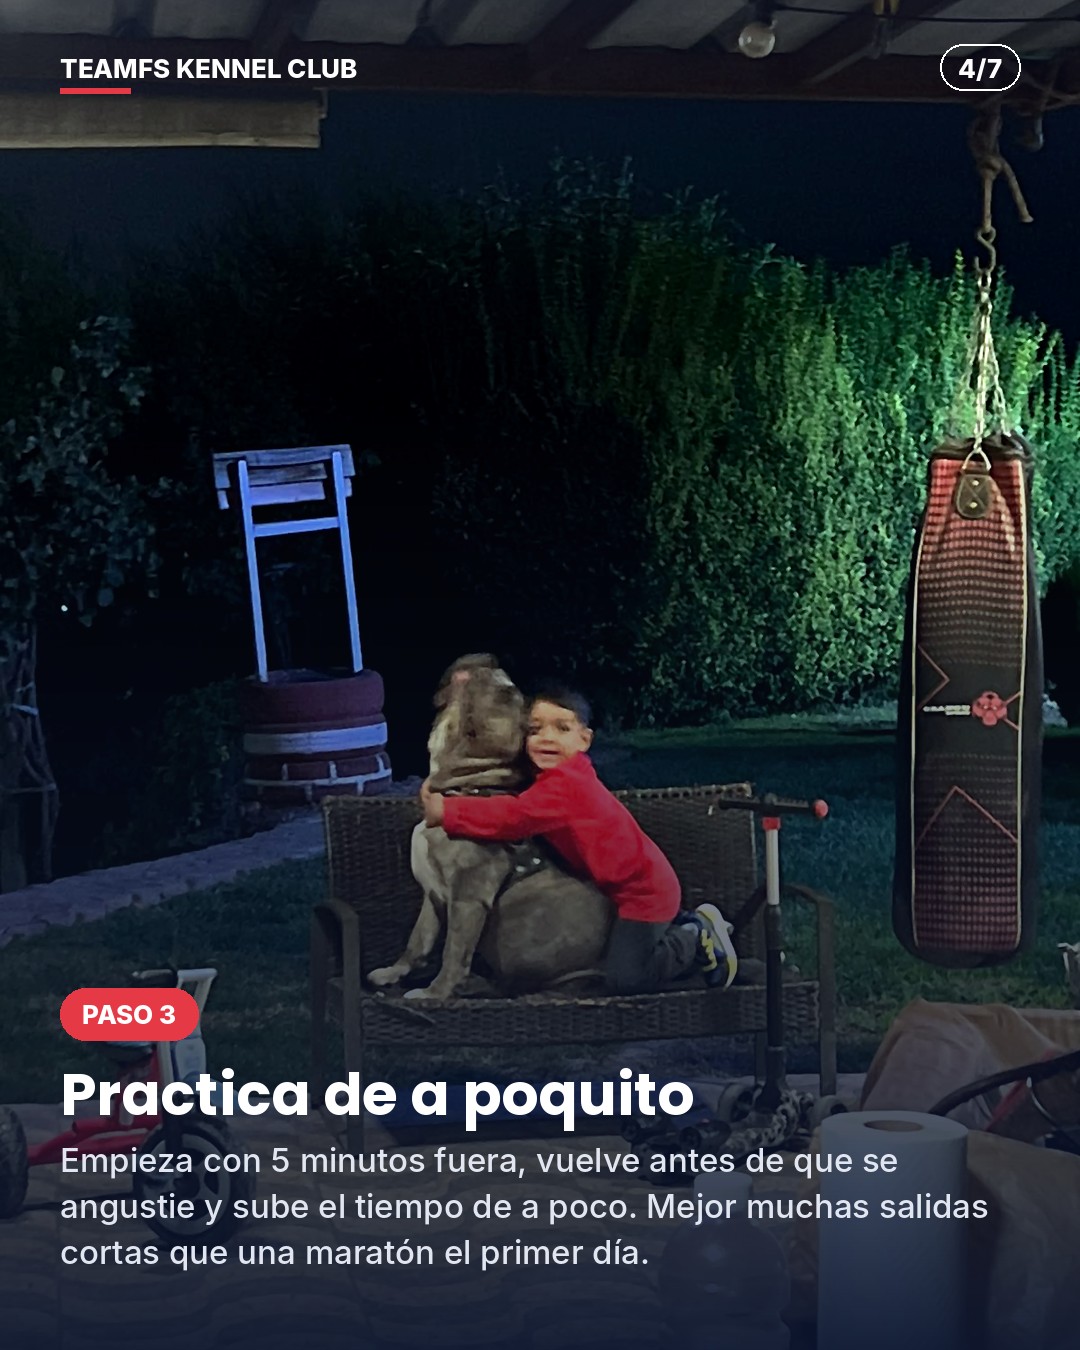 TEAMFS KENNEL CLUB
4/7
PASO 3
Practica de a poquito
Empieza con 5 minutos fuera, vuelve antes de que se
angustie y sube el tiempo de a poco. Mejor muchas salidas
cortas que una maratón el primer día.